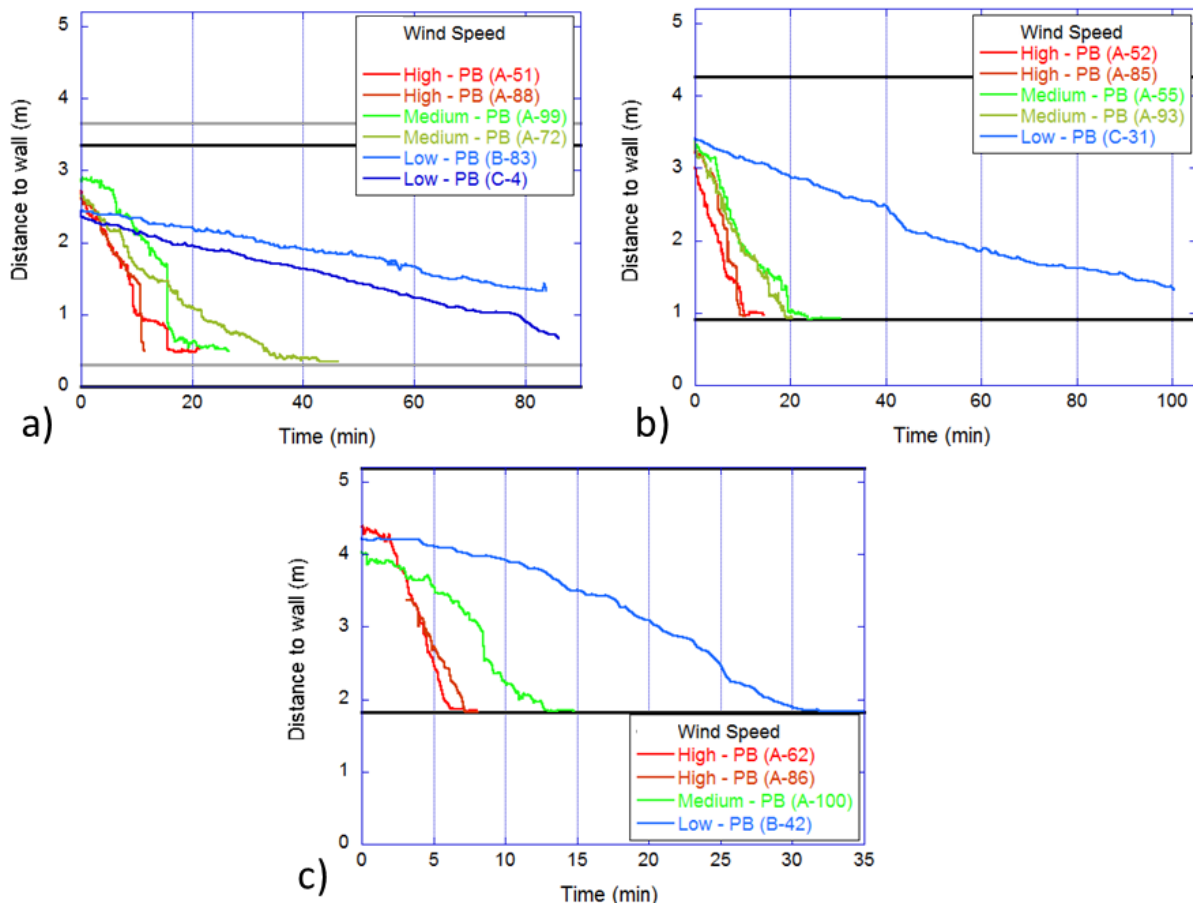 Wind Speed
High - PB (A-51)
High - PB (A-88)
Medium - PB (A-99)
Medium - PB (A-72)
Low - PB (B-83)
Low - PB (C-4)
5
4
3
2
1
0
Distance to wall (m)
0 20 40 60 80
Time (min)
a)
Wind Speed
High - PB (A-52)
High - PB (A-85)
Medium - PB (A-55)
Medium - PB (A-93)
Low - PB (C-31)
5
4
3
2
1
0
Distance to wall (m)
0 20 40 60 80 100
Time (min)
b)
5
4
3
2
1
0
Distance to wall (m)
Wind Speed
High - PB (A-62)
High - PB (A-86)
Medium - PB (A-100)
Low - PB (B-42)
0 5 10 15 20 25 30 35
Time (min)
c)